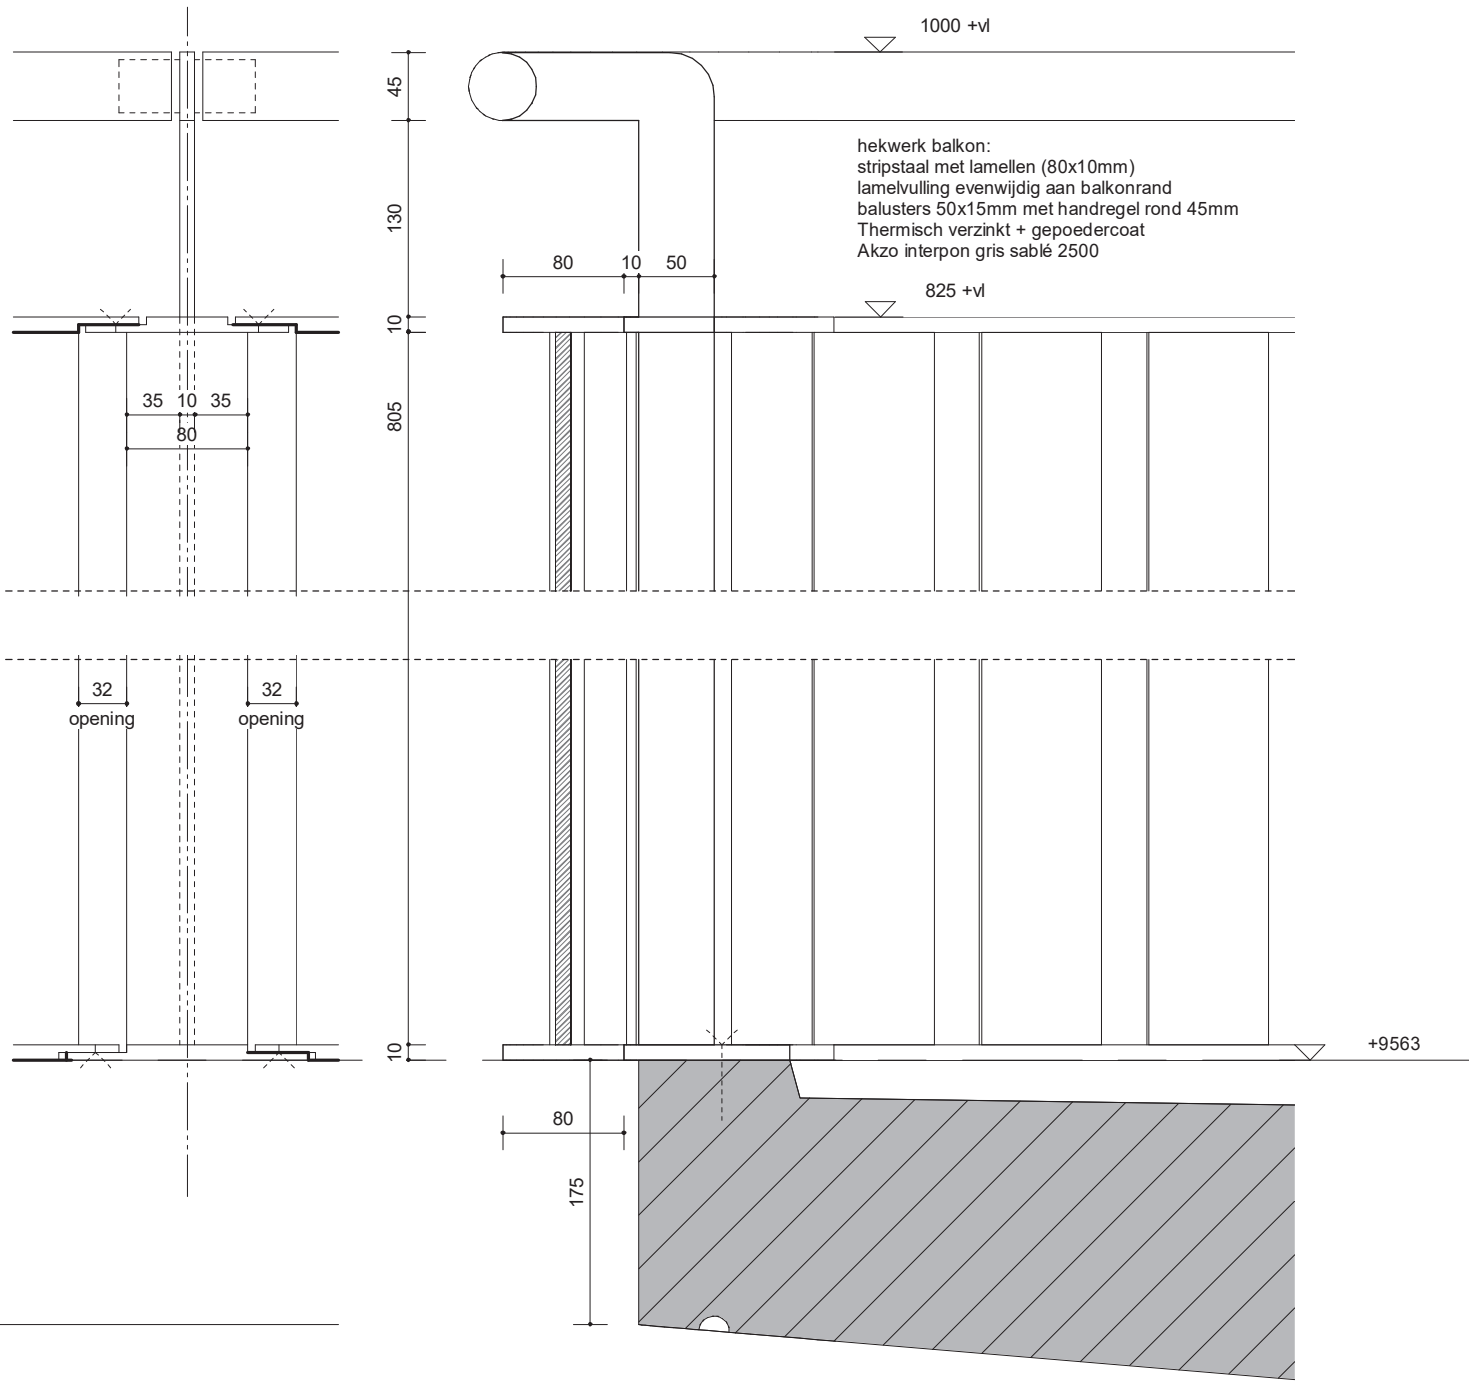 1000 +vl
45
hekwerk balkon:
stripstaal met lamellen (80x10mm)
lamelvulling evenwijdig aan balkonrand
balusters 50x15mm met handregel rond 45mm
Thermisch verzinkt + gepoedercoat
Akzo interpon gris sablé 2500
130
80 10 50
825 +vl
10
35 10 35
80
805
32
opening
32
opening
10
+9563
80
175